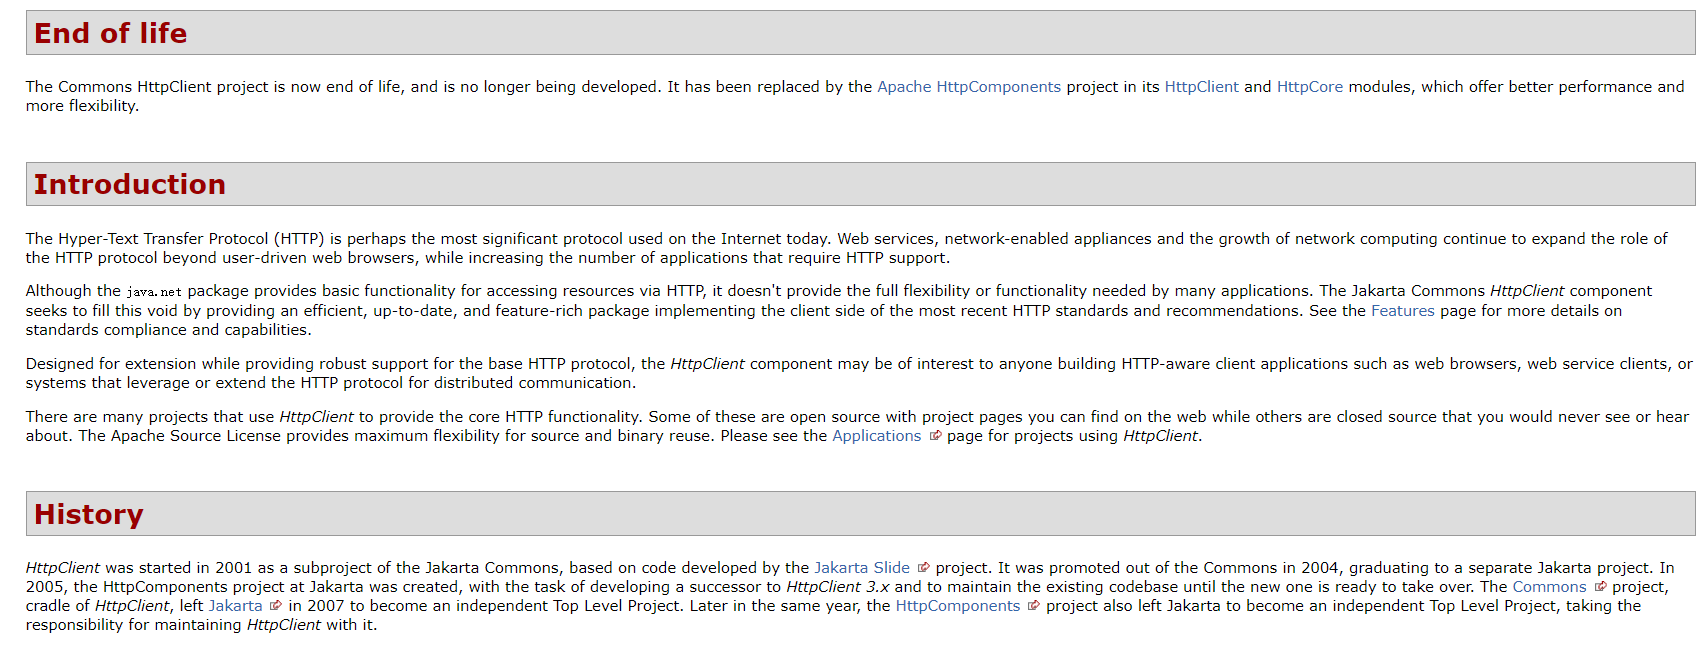 End of life
The Commons HttpClient project is now end of life, and is no longer being developed. It has been replaced by the Apache HttpComponents project in its HttpClient and HttpCore modules, which offer better performance and
more flexibility.
Introduction
The Hyper-Text Transfer Protocol (HTTP) is perhaps the most significant protocol used on the Internet today. Web services, network-enabled appliances and the growth of network computing continue to expand the role of
the HTTP protocol beyond user-driven web browsers, while increasing the number of applications that require HTTP support.
Although the java.net package provides basic functionality for accessing resources via HTTP, it doesn't provide the full flexibility or functionality needed by many applications. The Jakarta Commons HttpClient component
seeks to fill this void by providing an efficient, up-to-date, and feature-rich package implementing the client side of the most recent HTTP standards and recommendations. See the Features page for more details on
standards compliance and capabilities.
Designed for extension while providing robust support for the base HTTP protocol, the HttpClient component may be of interest to anyone building HTTP-aware client applications such as web browsers, web service clients, or
systems that leverage or extend the HTTP protocol for distributed communication.
There are many projects that use HttpClient to provide the core HTTP functionality. Some of these are open source with project pages you can find on the web while others are closed source that you would never see or hear
about. The Apache Source License provides maximum flexibility for source and binary reuse. Please see the Applications page for projects using HttpClient.
History
HttpClient was started in 2001 as a subproject of the Jakarta Commons, based on code developed by the Jakarta Slide project. It was promoted out of the Commons in 2004, graduating to a separate Jakarta project. In
2005, the HttpComponents project at Jakarta was created, with the task of developing a successor to HttpClient 3.x and to maintain the existing codebase until the new one is ready to take over. The Commons project,
cradle of HttpClient, left Jakarta in 2007 to become an independent Top Level Project. Later in the same year, the HttpComponents project also left Jakarta to become an independent Top Level Project, taking the
responsibility for maintaining HttpClient with it.